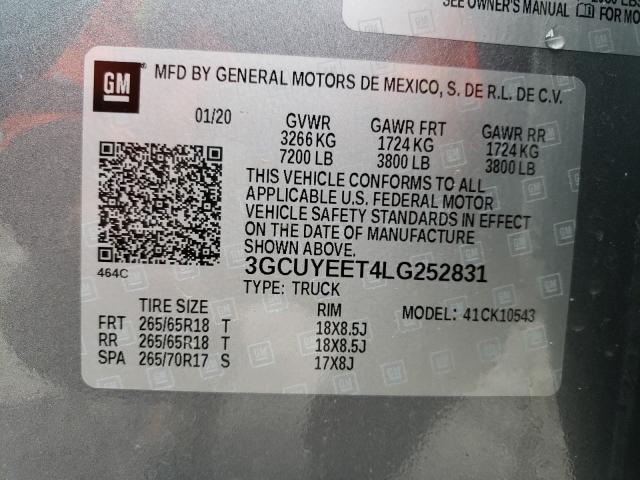 SEE OWNER'S MANUAL
GM
MFD BY GENERAL MOTORS DE MEXICO, S. DE R.L. DE C.V.
01/20 GVWR GAWR FRT GAWR RR
3266 KG 1724 KG 1724 KG
7200 LB 3800 LB 3800 LB
THIS VEHICLE CONFORMS TO ALL
APPLICABLE U.S. FEDERAL MOTOR
VEHICLE SAFETY STANDARDS IN EFFECT
ON THE DATE OF MANUFACTURE
SHOWN ABOVE.
464C
3GCUYEET4LG252831
TYPE: TRUCK
TIRE SIZE RIM MODEL: 41CK10543
FRT 265/65R18 T 18X8.5J
RR 265/65R18 T 18X8.5J
SPA 265/70R17 S 17X8J